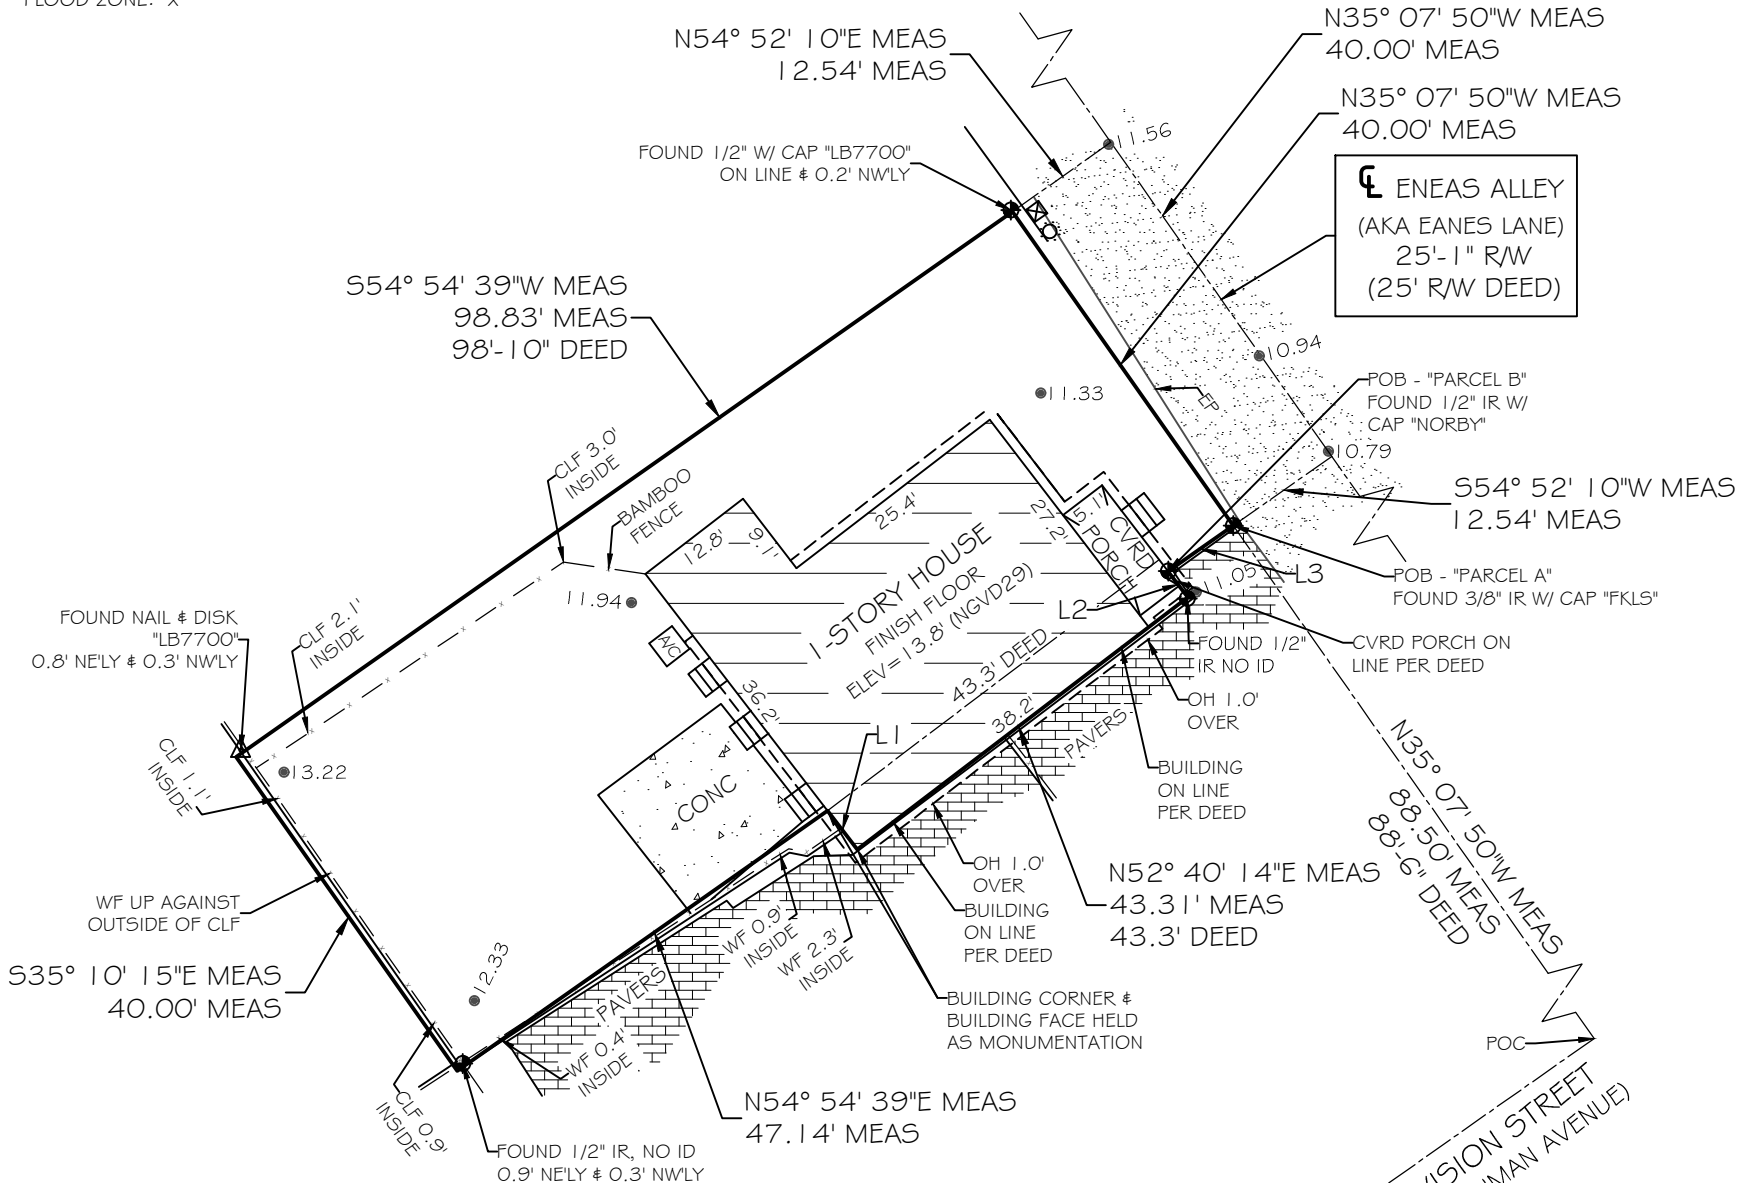 FLOOD ZONE: "X"
N54° 52' 10"E MEAS
12.54' MEAS
N35° 07' 50"W MEAS
40.00' MEAS
N35° 07' 50"W MEAS
40.00' MEAS
℄ ENEAS ALLEY
(AKA EANES LANE)
25'-1" R/W
(25' R/W DEED)
11.56
FOUND 1/2" W/ CAP "LB7700"
ON LINE & 0.2' NW'LY
S54° 54' 39"W MEAS
98.83' MEAS
98'-10" DEED
10.94
11.33
EP
POB - "PARCEL B"
FOUND 1/2" IR W/
CAP "NORBY"
10.79
S54° 52' 10"W MEAS
12.54' MEAS
CLF 3.0'
INSIDE
BAMBOO
FENCE
12.8'
9.1'
25.4'
27.2'
5.1'
CVRD
PORCH
1-STORY HOUSE
FINISH FLOOR
ELEV=13.8' (NGVD29)
43.3' DEED
L2
L3
11.05
POB - "PARCEL A"
FOUND 3/8" IR W/ CAP "FKLS"
11.94
A/C
36.2'
L1
38.2'
PAVERS
FOUND 1/2"
IR NO ID
CVRD PORCH ON
LINE PER DEED
OH 1.0'
OVER
BUILDING
ON LINE
PER DEED
FOUND NAIL & DISK
"LB7700"
0.8' NE'LY & 0.3' NW'LY
CLF 2.1'
INSIDE
CLF 1.1'
INSIDE
13.22
CONC
N35° 07' 50"W MEAS
88.50' MEAS
88'-6" DEED
OH 1.0'
OVER
BUILDING
ON LINE
PER DEED
N52° 40' 14"E MEAS
43.31' MEAS
43.3' DEED
WF UP AGAINST
OUTSIDE OF CLF
S35° 10' 15"E MEAS
40.00' MEAS
12.33
WF 0.9'
INSIDE
WF 2.3'
INSIDE
PAVERS
WF 0.4'
INSIDE
BUILDING CORNER &
BUILDING FACE HELD
AS MONUMENTATION
POC
CLF 0.9'
INSIDE
N54° 54' 39"E MEAS
47.14' MEAS
FOUND 1/2" IR, NO ID
0.9' NE'LY & 0.3' NW'LY
VISION STREET
MAN AVENUE)